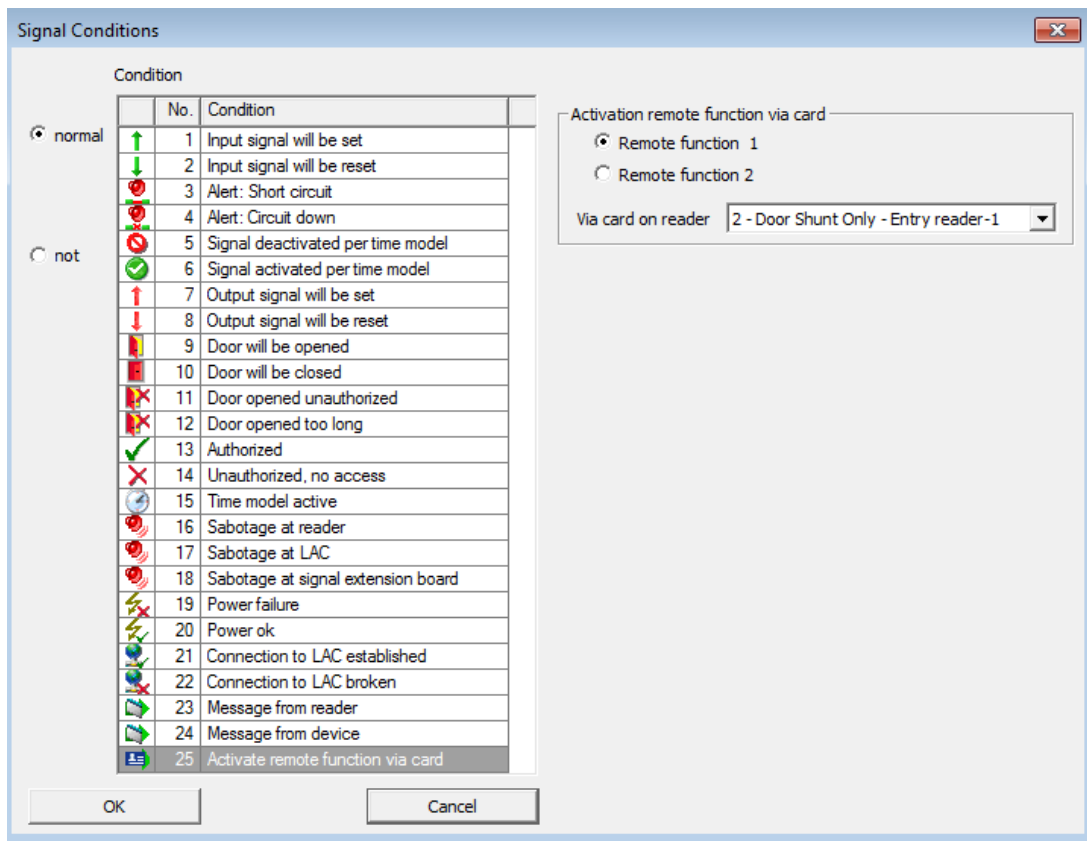 Signal Conditions
Condition
normal
not
No. Condition
1 Input signal will be set
2 Input signal will be reset
3 Alert: Short circuit
4 Alert: Circuit down
5 Signal deactivated per time model
6 Signal activated per time model
7 Output signal will be set
8 Output signal will be reset
9 Door will be opened
10 Door will be closed
11 Door opened unauthorized
12 Door opened too long
13 Authorized
14 Unauthorized, no access
15 Time model active
16 Sabotage at reader
17 Sabotage at LAC
18 Sabotage at signal extension board
19 Power failure
20 Power ok
21 Connection to LAC established
22 Connection to LAC broken
23 Message from reader
24 Message from device
25 Activate remote function via card
Activation remote function via card
Remote function 1
Remote function 2
Via card on reader 2 - Door Shunt Only - Entry reader-1
OK Cancel